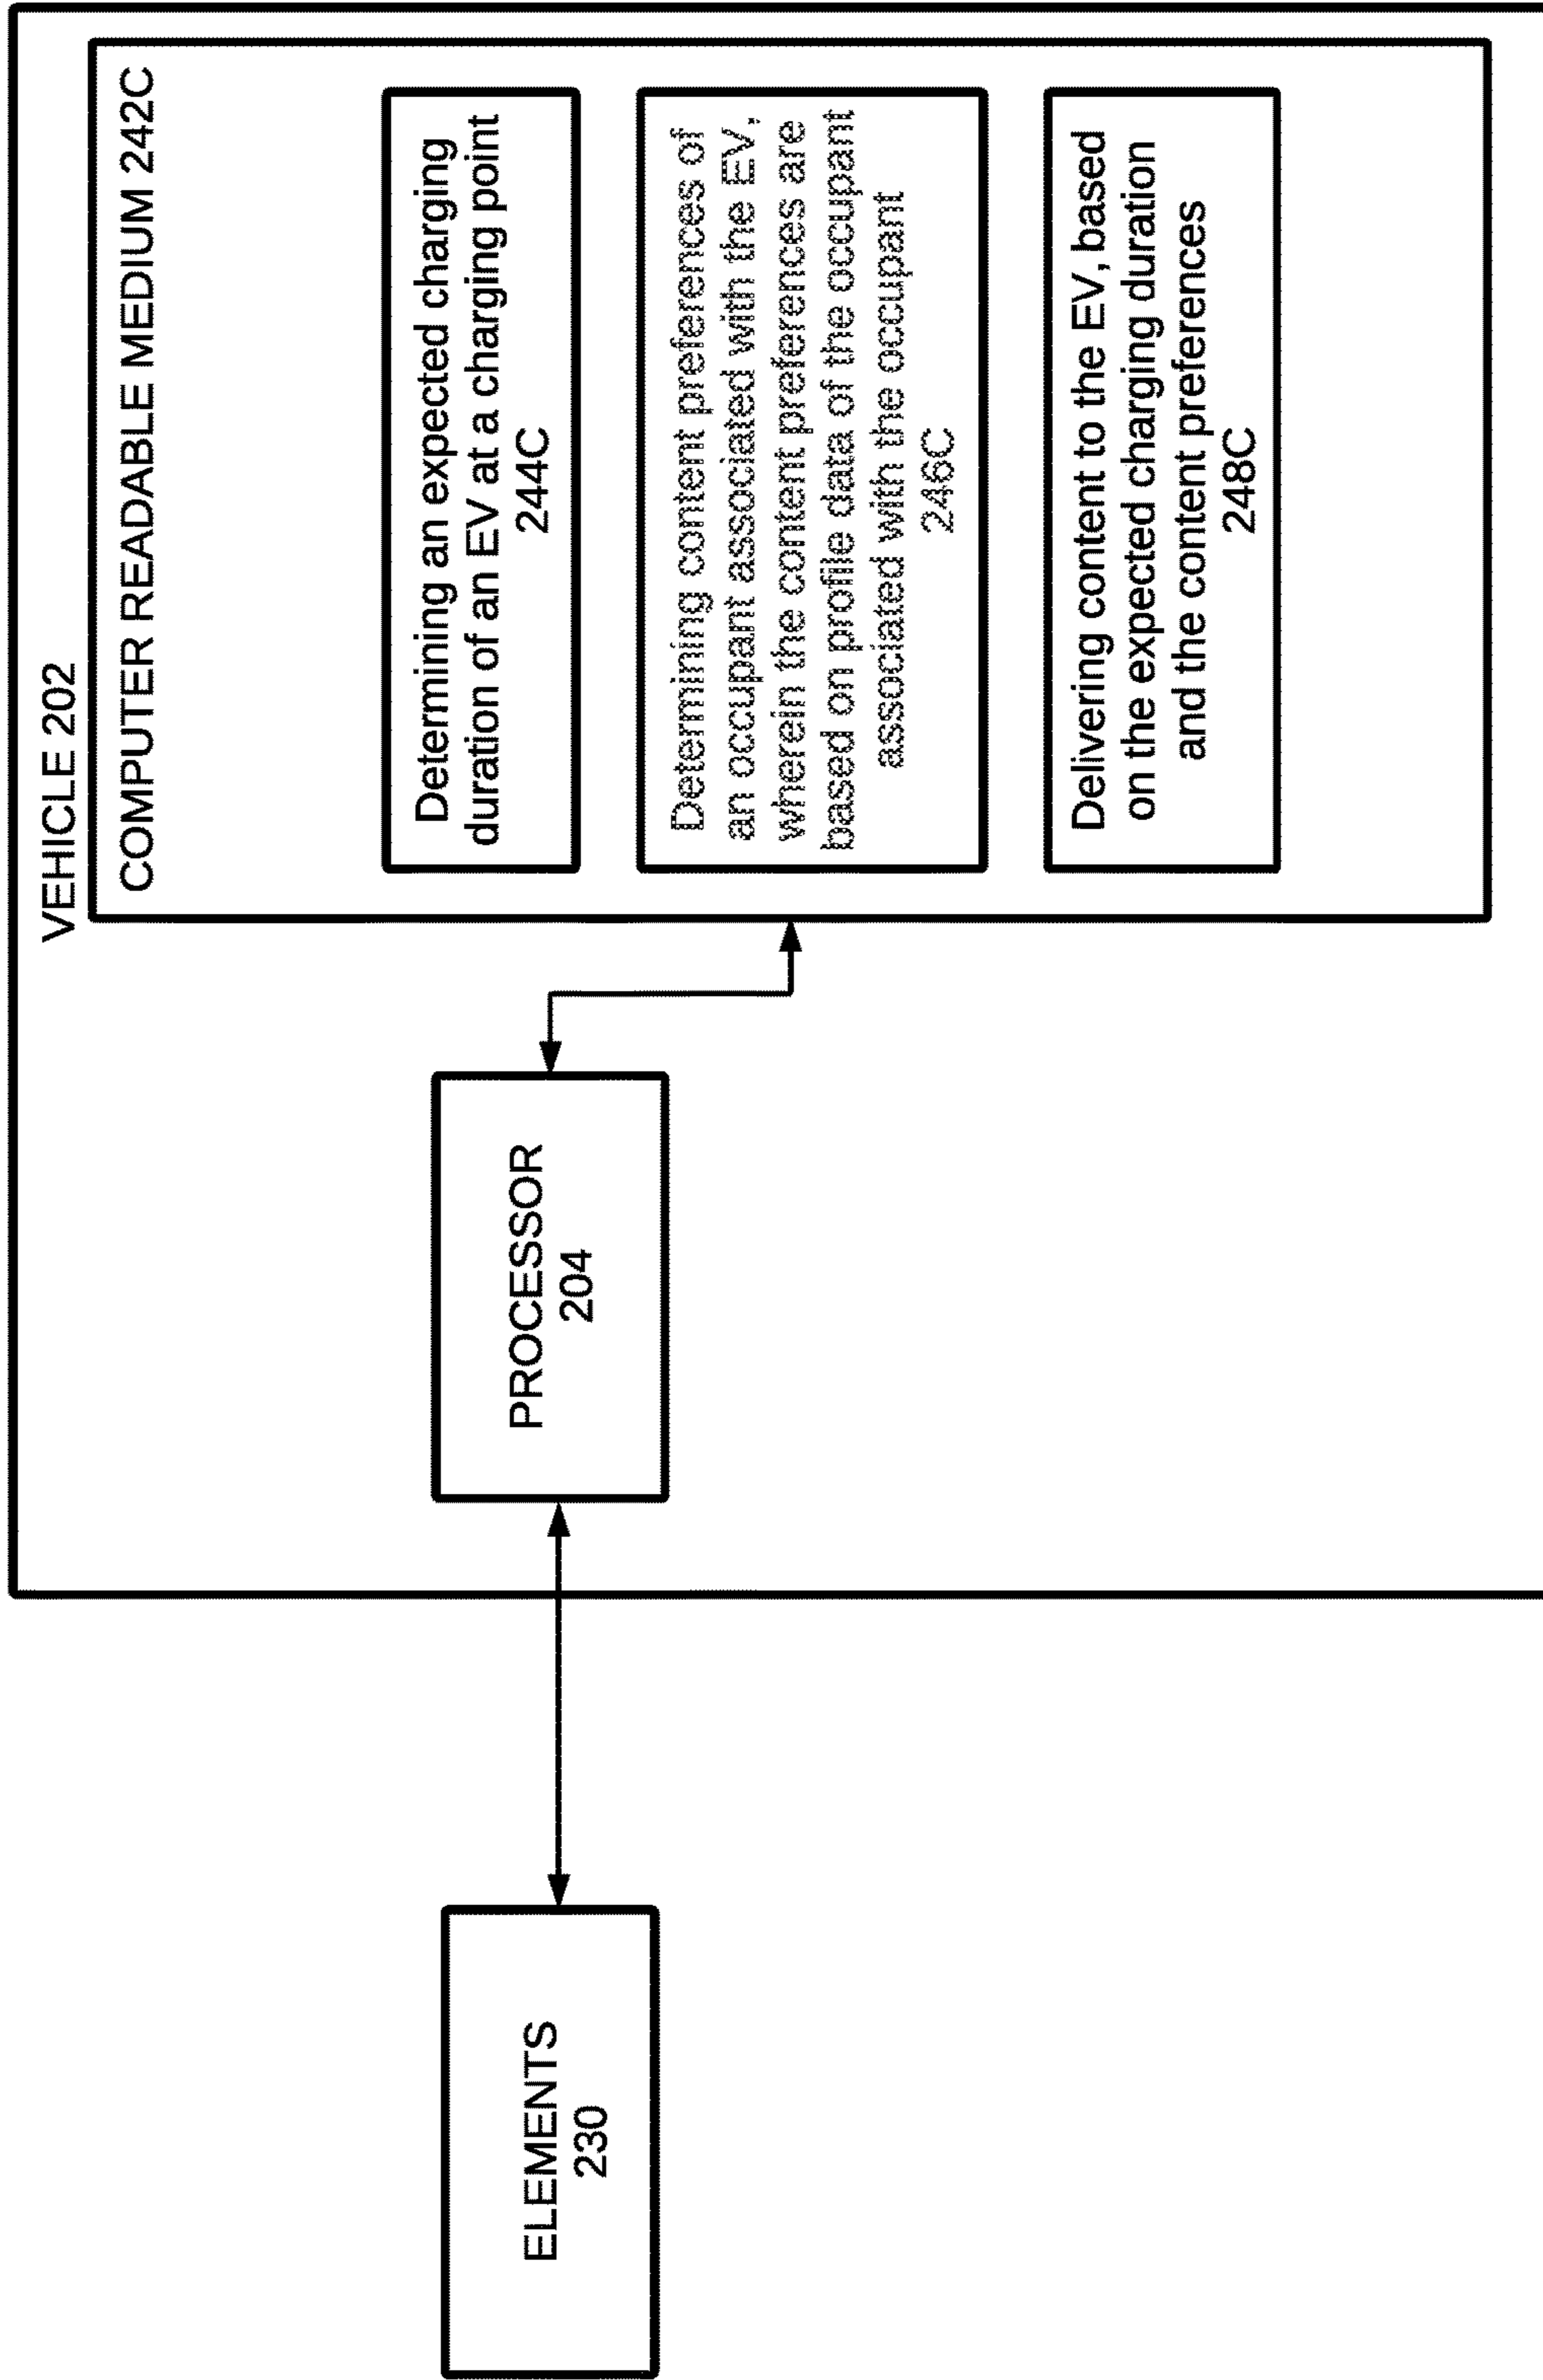 VEHICLE 202
COMPUTER READABLE MEDIUM 242C
Determining an expected charging
duration of an EV at a charging point
244C
Determining content preferences of
an occupant associated with the EV,
wherein the content preferences are
based on profile data of the occupant
associated with the occupant
246C
Delivering content to the EV, based
on the expected charging duration
and the content preferences
248C
PROCESSOR
204
ELEMENTS
230